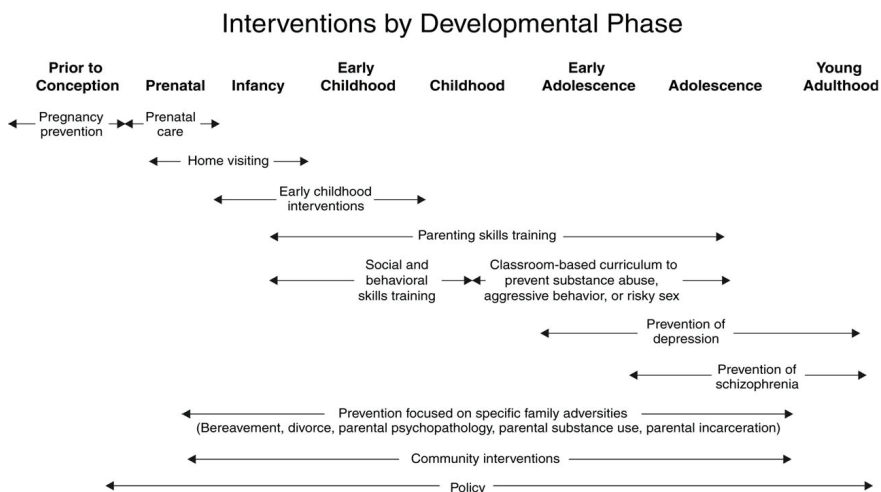 Interventions by Developmental Phase
Prior to
Conception
Prenatal
Infancy
Early
Childhood
Childhood
Early
Adolescence
Adolescence
Young
Adulthood
Pregnancy
prevention
Prenatal
care
Home visiting
Early childhood
interventions
Parenting skills training
Social and
behavioral
skills training
Classroom-based curriculum to
prevent substance abuse,
aggressive behavior, or risky sex
Prevention of
depression
Prevention of
schizophrenia
Prevention focused on specific family adversities
(Bereavement, divorce, parental psychopathology, parental substance use, parental incarceration)
Community interventions
Policy